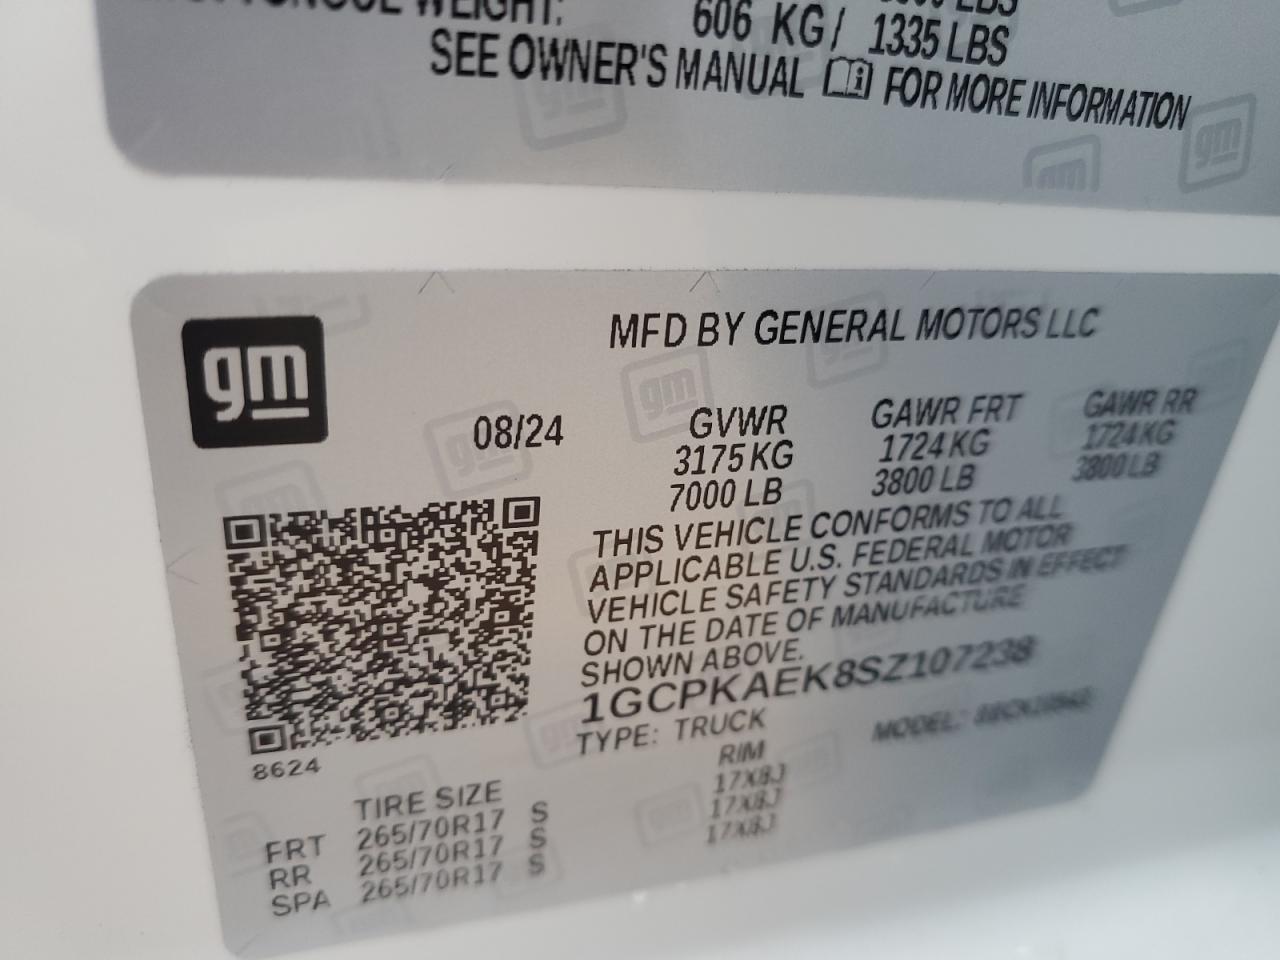 TONGUE WEIGHT:
606 KG / 1335 LBS
SEE OWNER'S MANUAL FOR MORE INFORMATION
gm
MFD BY GENERAL MOTORS LLC
08/24
GVWR GAWR FRT GAWR RR
3175 KG 1724 KG 1724 KG
7000 LB 3800 LB 3800 LB
THIS VEHICLE CONFORMS TO ALL
APPLICABLE U.S. FEDERAL MOTOR
VEHICLE SAFETY STANDARDS IN EFFECT
ON THE DATE OF MANUFACTURE
SHOWN ABOVE.
1GCPKAEK8SZ107238
TYPE: TRUCK MODEL:
8624
TIRE SIZE RIM
FRT 265/70R17 S 17X8J
RR 265/70R17 S 17X8J
SPA 265/70R17 S 17X8J